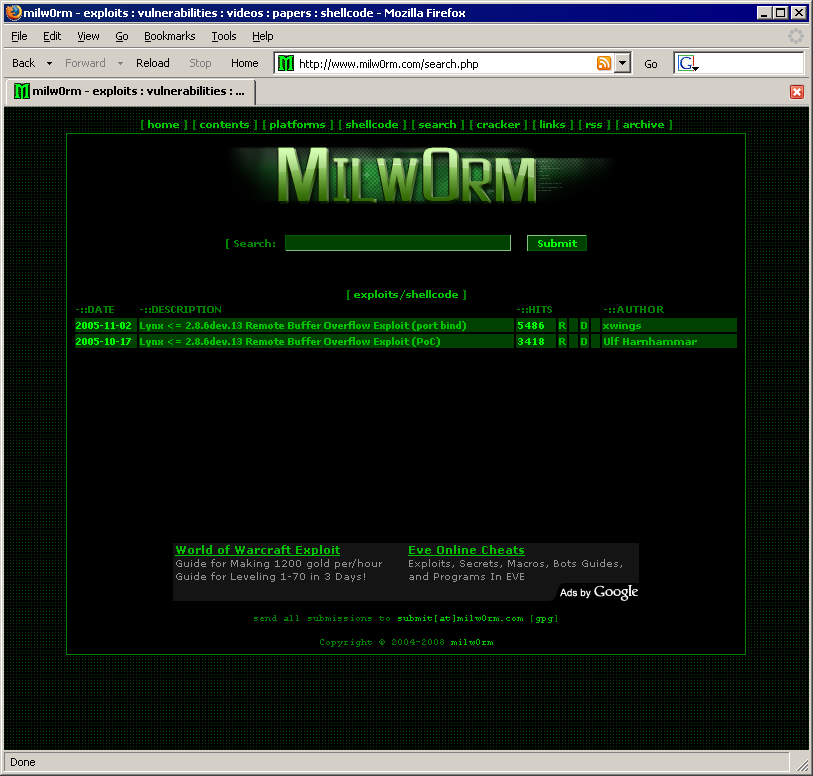 milw0rm - exploits : vulnerabilities : videos : papers : shellcode - Mozilla Firefox
File Edit View Go Bookmarks Tools Help
Back Forward Reload Stop Home http://www.milw0rm.com/search.php Go G
milw0rm - exploits : vulnerabilities : ...
[ home ] [ contents ] [ platforms ] [ shellcode ] [ search ] [ cracker ] [ links ] [ rss ] [ archive ]
MILW0RM
[ Search: Submit
[ exploits/shellcode ]
-::DATE -::DESCRIPTION -::HITS -::AUTHOR
2005-11-02 Lynx <= 2.8.6dev.13 Remote Buffer Overflow Exploit (port bind) 5486 R D xwings
2005-10-17 Lynx <= 2.8.6dev.13 Remote Buffer Overflow Exploit (PoC) 3418 R D Ulf Harnhammar
World of Warcraft Exploit
Guide for Making 1200 gold per/hour
Guide for Leveling 1-70 in 3 Days!
Eve Online Cheats
Exploits, Secrets, Macros, Bots Guides,
and Programs In EVE
Ads by Google
send all submissions to submit[at]milw0rm.com [gpg]
Copyright © 2004-2008 milw0rm
Done